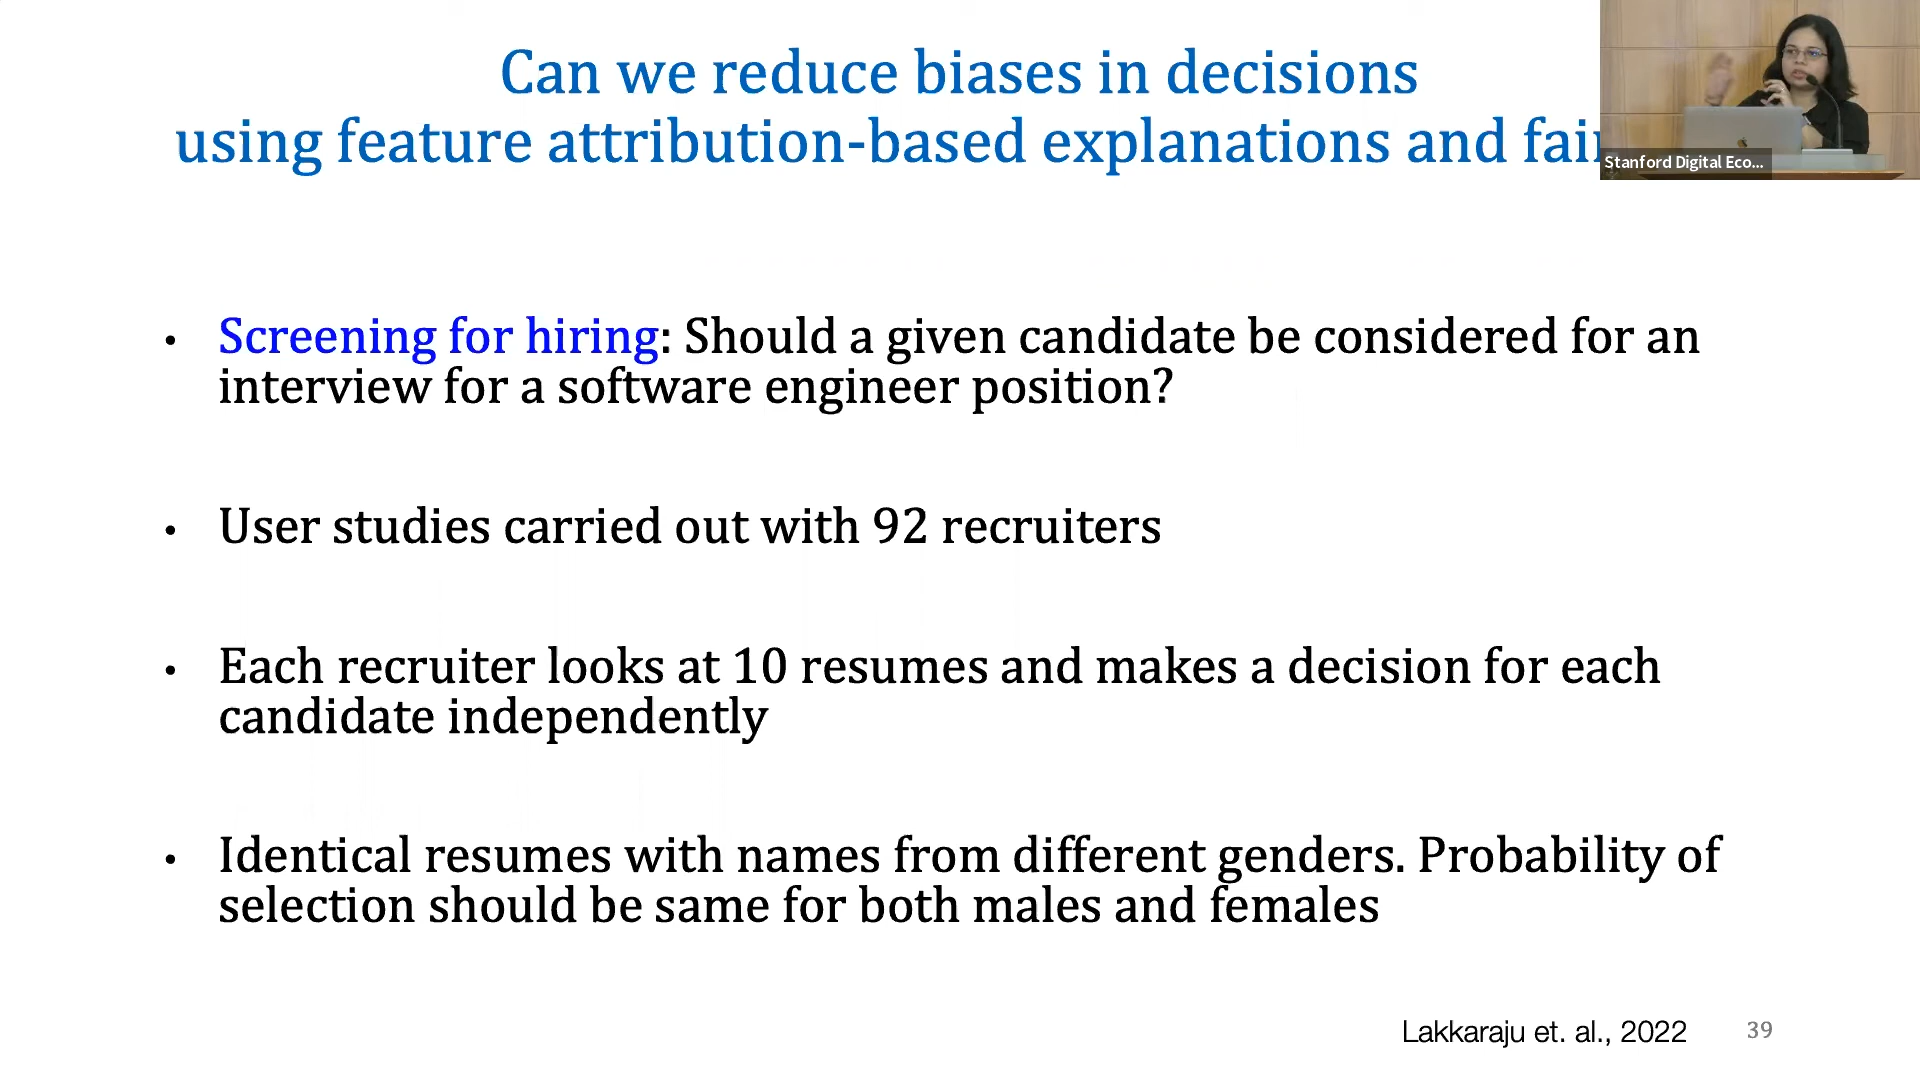 Can we reduce biases in decisions
using feature attribution-based explanations and
Stanford Digital Eco...
• Screening for hiring: Should a given candidate be considered for an
interview for a software engineer position?
• User studies carried out with 92 recruiters
• Each recruiter looks at 10 resumes and makes a decision for each
candidate independently
• Identical resumes with names from different genders. Probability of
selection should be same for both males and females
Lakkaraju et. al., 2022
39